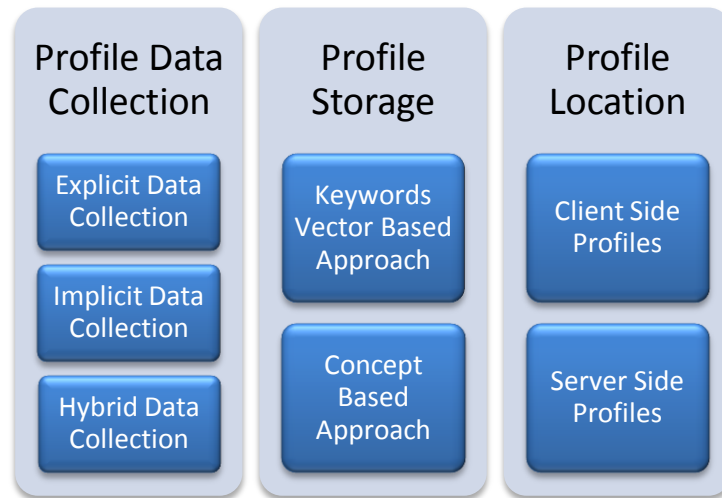 Profile Data
Collection
Explicit Data
Collection
Implicit Data
Collection
Hybrid Data
Collection
Profile
Storage
Keywords
Vector Based
Approach
Concept
Based
Approach
Profile
Location
Client Side
Profiles
Server Side
Profiles